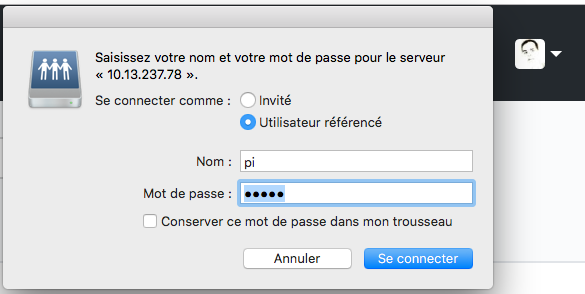 Saisissez votre nom et votre mot de passe pour le serveur
« 10.13.237.78 ».
Se connecter comme : Invité
Utilisateur référencé
Nom : pi
Mot de passe : •••••
Conserver ce mot de passe dans mon trousseau
Annuler Se connecter